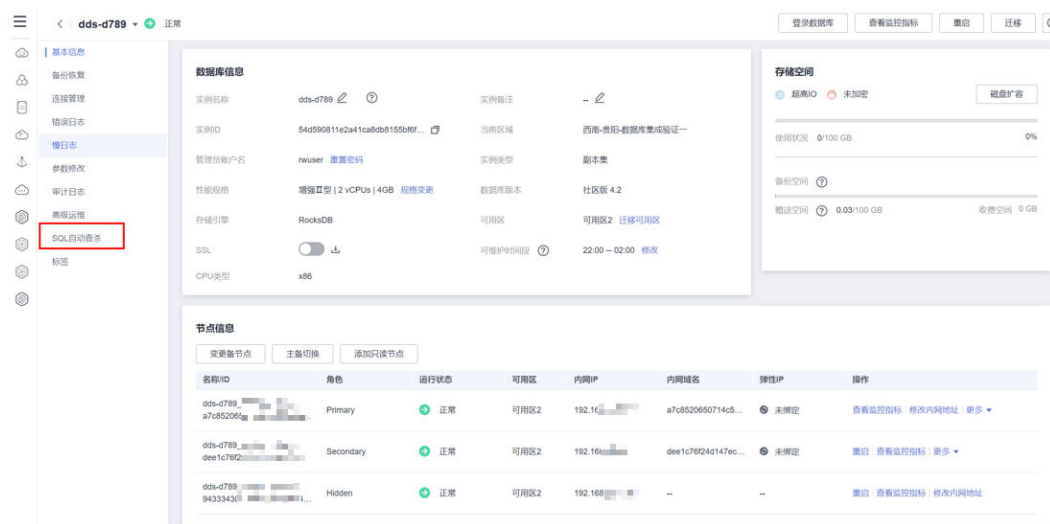 dds-d789 正常 登录数据库 查看监控指标 重启 迁移
基本信息
备份恢复
连接管理
错误日志
慢日志
参数修改
审计日志
高级运维
SQL自动查杀
标签
数据库信息
实例名称 dds-d789 实例备注 --
实例ID 54d590811e2a41ca8db8155bf6f... 当前区域 西南-贵阳-数据库集成验证一
管理员账户名 rwuser 重置密码 实例类型 副本集
性能规格 增强II型 | 2 vCPUs | 4GB 规格变更 数据库版本 社区版 4.2
存储引擎 RocksDB 可用区 可用区2 迁移可用区
SSL 可维护时间段 22:00 -- 02:00 修改
CPU类型 x86
存储空间
超高IO 未加密 磁盘扩容
使用状况 0/100 GB 0%
备份空间
赠送空间 0.03/100 GB 收费空间 0 GB
节点信息
变更备节点 主备切换 添加只读节点
名称/ID 角色 运行状态 可用区 内网IP 内网域名 弹性IP 操作
dds-d789_
a7c85206 Primary 正常 可用区2 192.16 a7c8520650714c5... 未绑定 查看监控指标 修改内网地址 更多
dds-d789_
dee1c76f2 Secondary 正常 可用区2 192.16 dee1c76f24d147ec... 未绑定 重启 查看监控指标 更多
dds-d789_
94333430 Hidden 正常 可用区2 192.168 -- -- 重启 查看监控指标 修改内网地址